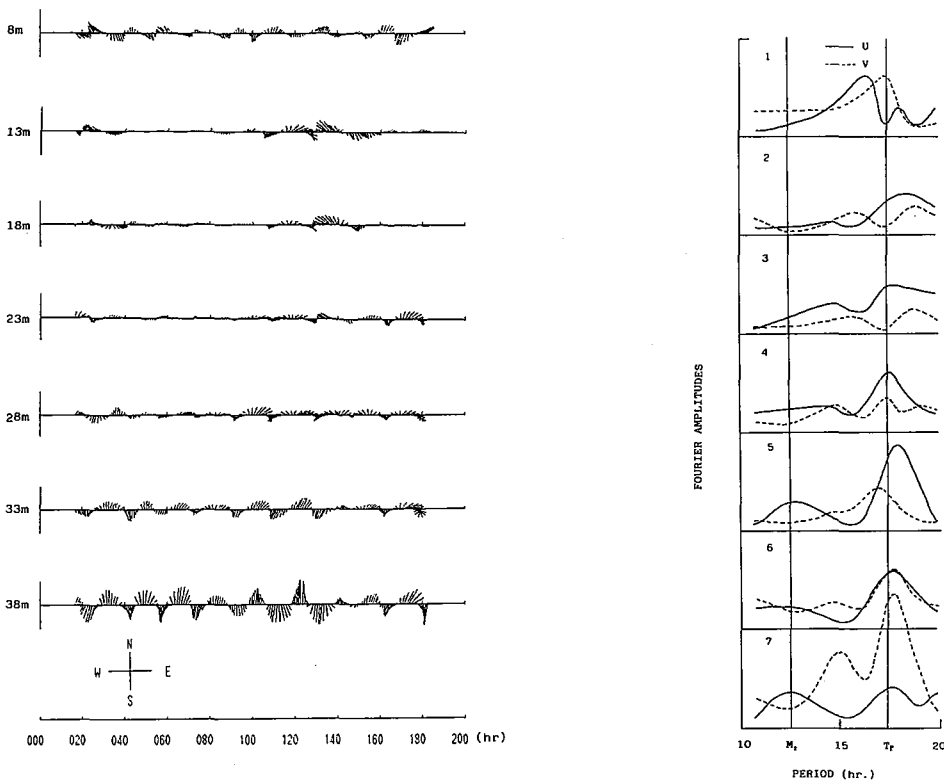 8m
13m
18m
23m
28m
33m
38m
N
W E
S
000 020 040 060 080 100 120 140 160 180 200 (hr)
U
V
1
2
3
4
5
6
7
FOURIER AMPLITUDES
10 M₂ 15 T_F 20
PERIOD (hr.)